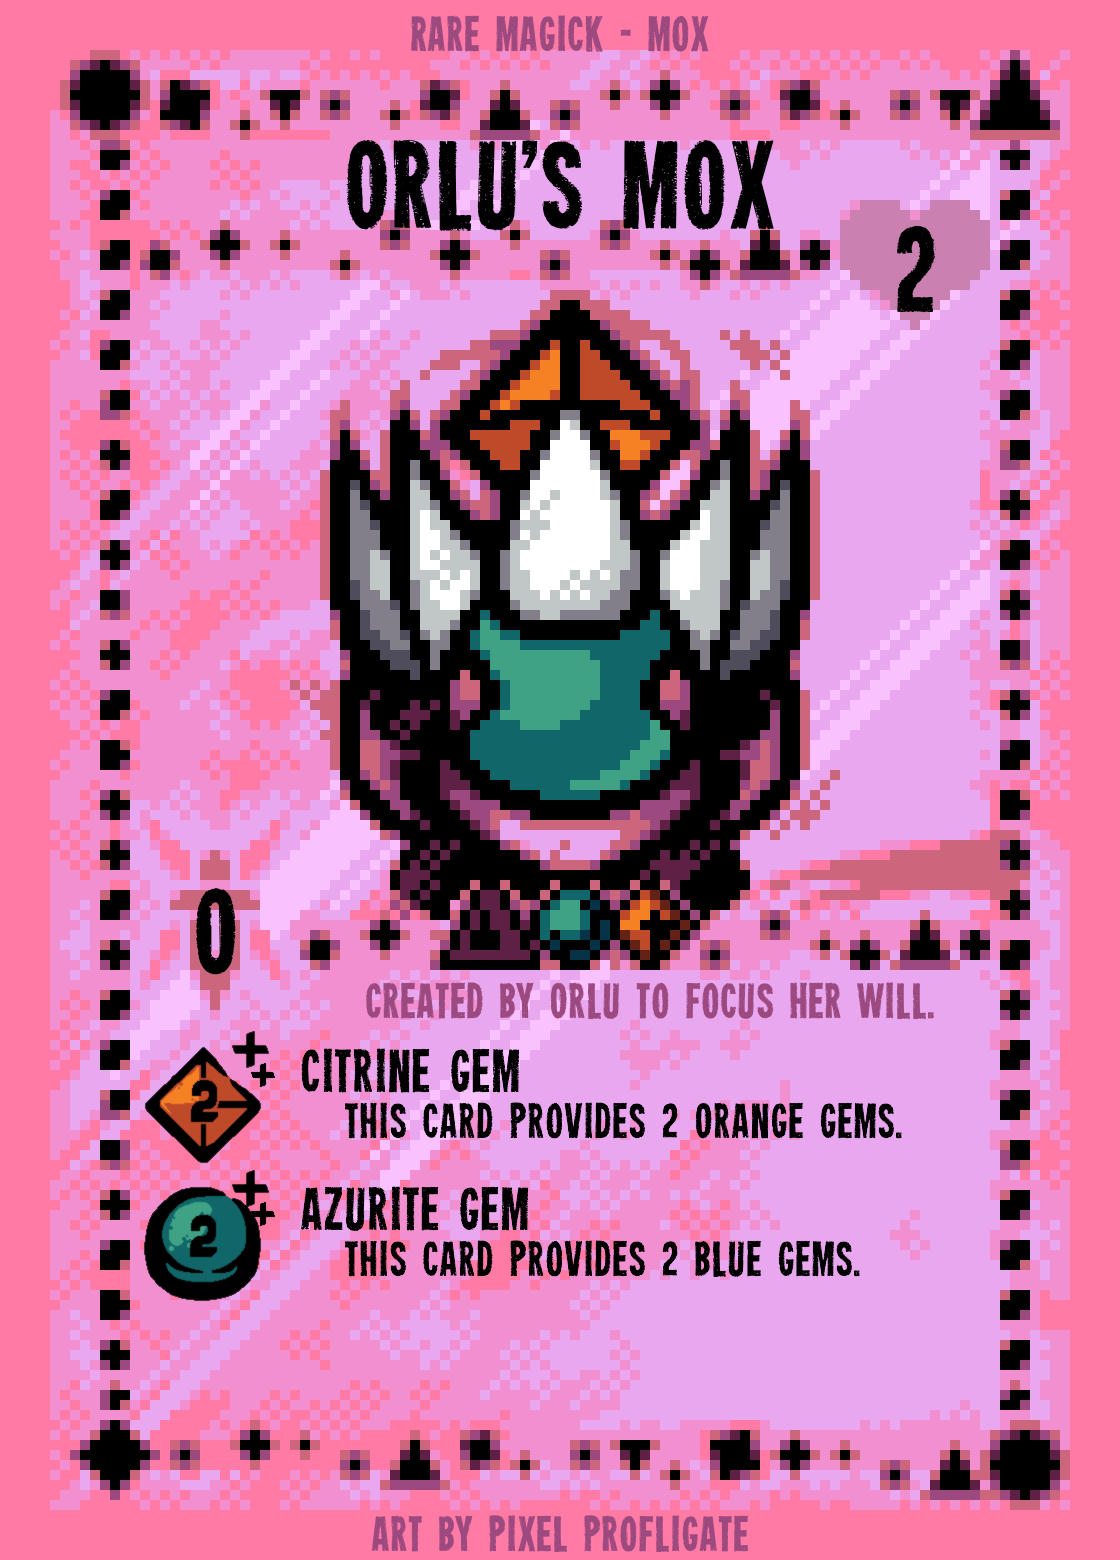 RARE MAGICK - MOX
ORLU'S MOX
2
0
CREATED BY ORLU TO FOCUS HER WILL.
2
CITRINE GEM
THIS CARD PROVIDES 2 ORANGE GEMS.
2
AZURITE GEM
THIS CARD PROVIDES 2 BLUE GEMS.
ART BY PIXEL PROFLIGATE